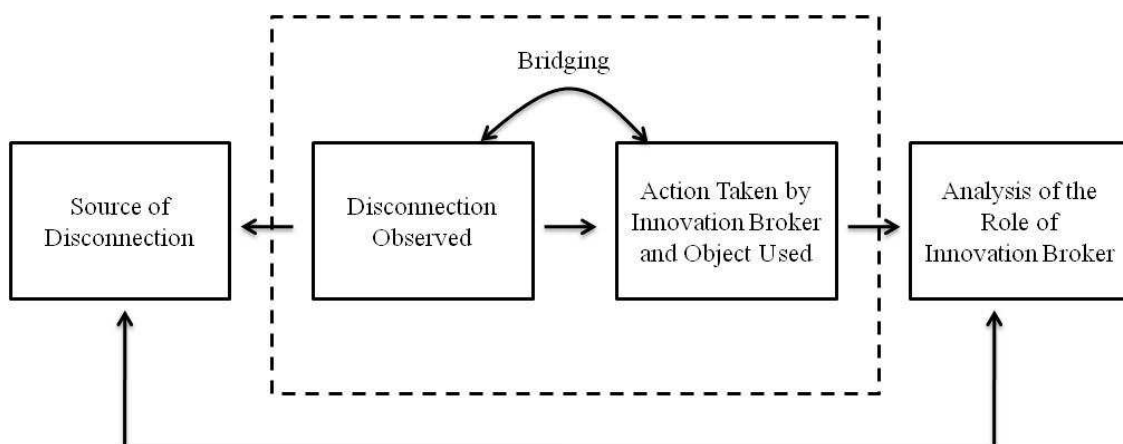 Bridging
Source of
Disconnection
Disconnection
Observed
Action Taken by
Innovation Broker
and Object Used
Analysis of the
Role of
Innovation Broker